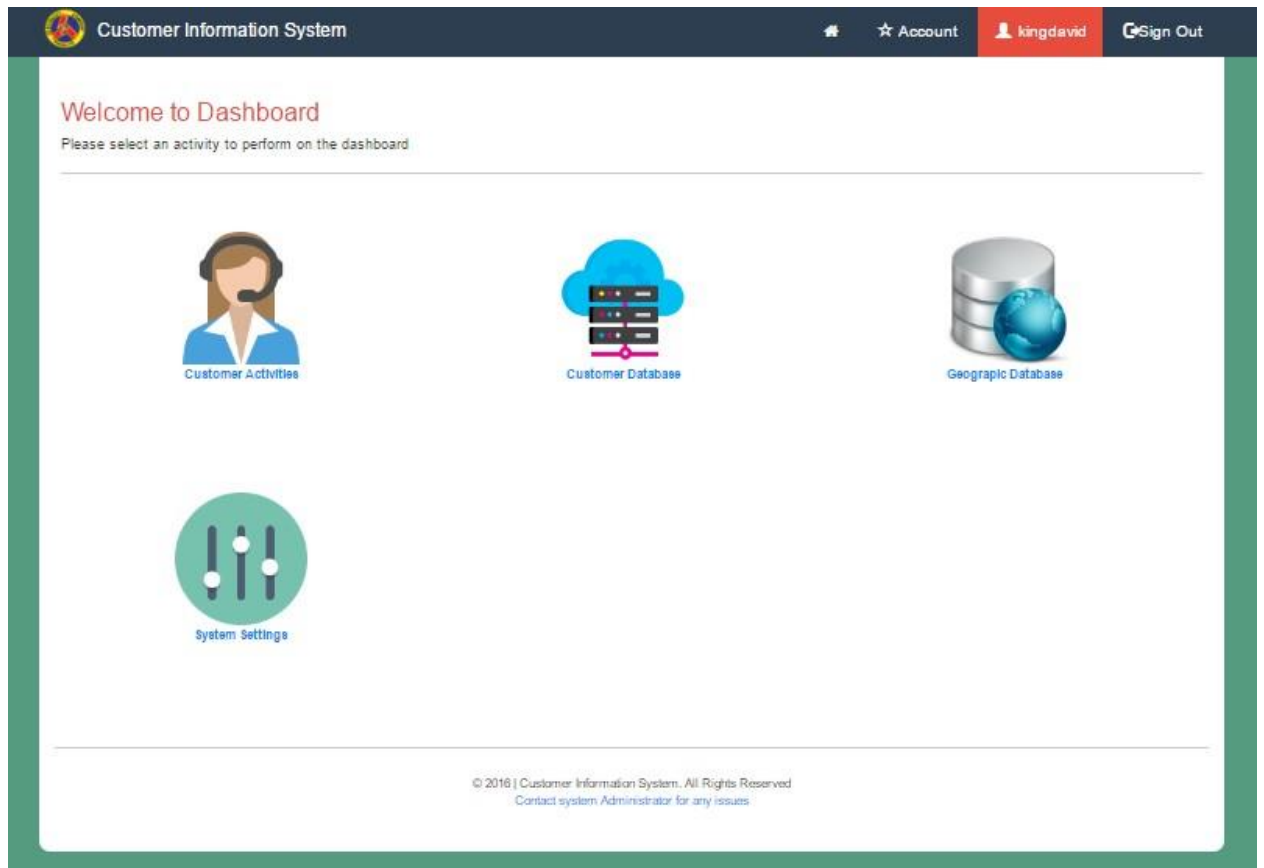 Customer Information System
Account
kingdavid
Sign Out
Welcome to Dashboard
Please select an activity to perform on the dashboard
Customer Activities
Customer Database
Geograpic Database
System Settings
© 2016 | Customer Information System. All Rights Reserved
Contact system Administrator for any issues